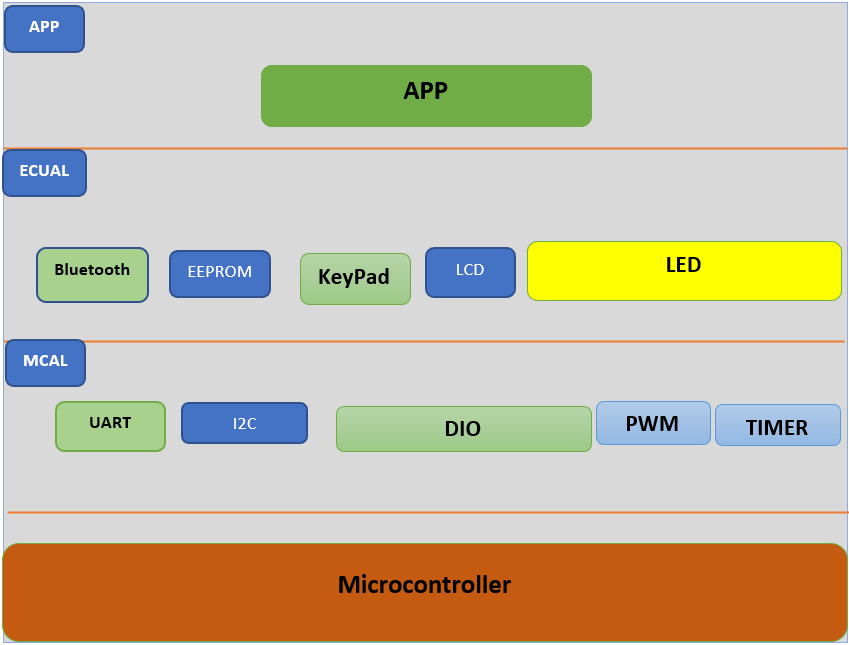 APP
APP
ECUAL
Bluetooth
EEPROM
KeyPad
LCD
LED
MCAL
UART
I2C
DIO
PWM
TIMER
Microcontroller